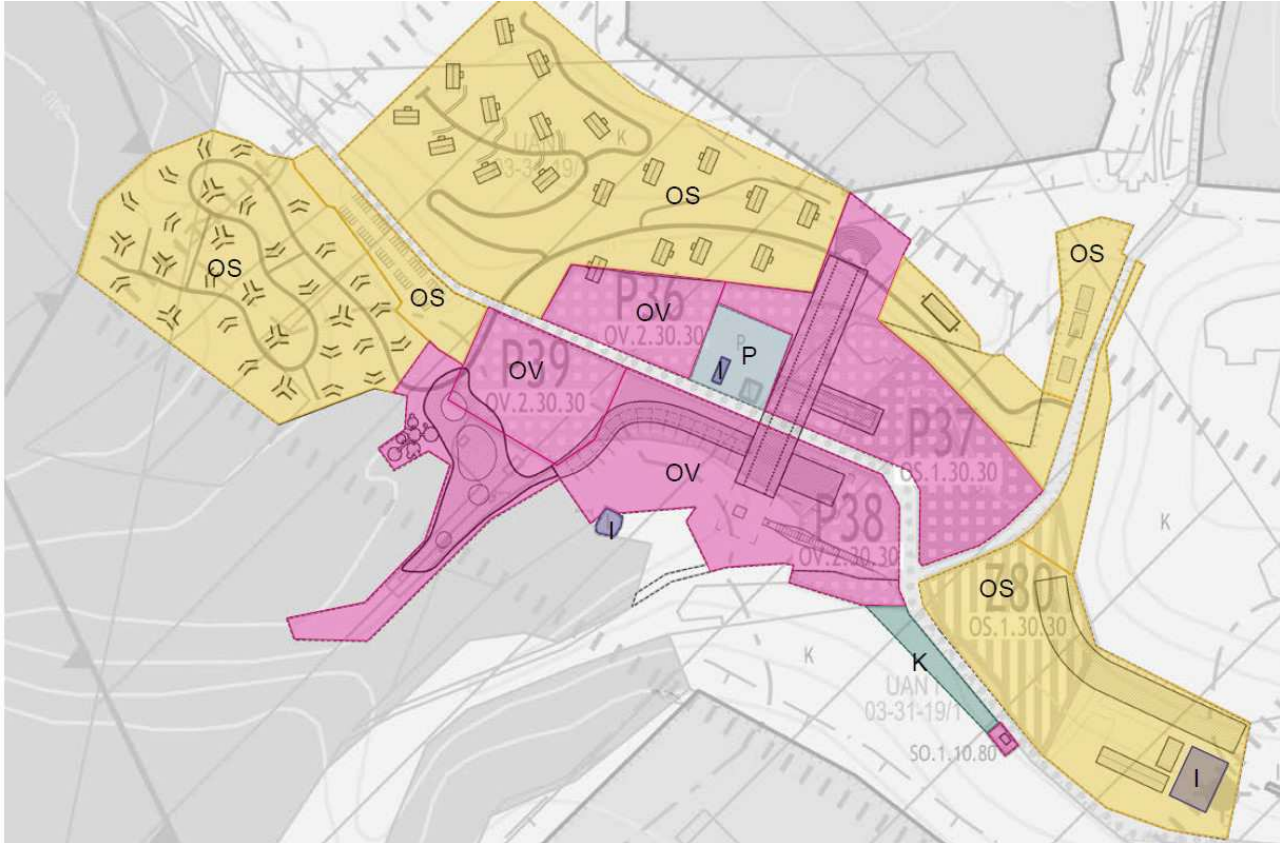 UAN I
03-31-19/
K
OS
OS
OS
OS
P36
OV
OV.2.30.30
P
P
P39
OV
OV.2.30.30
P37
OS.1.30.30
OV
P38
OV.2.30.30
I
K
OS
Z80
OS.1.30.30
K
K
UAN I
03-31-19/1
SO.1.10.80
I